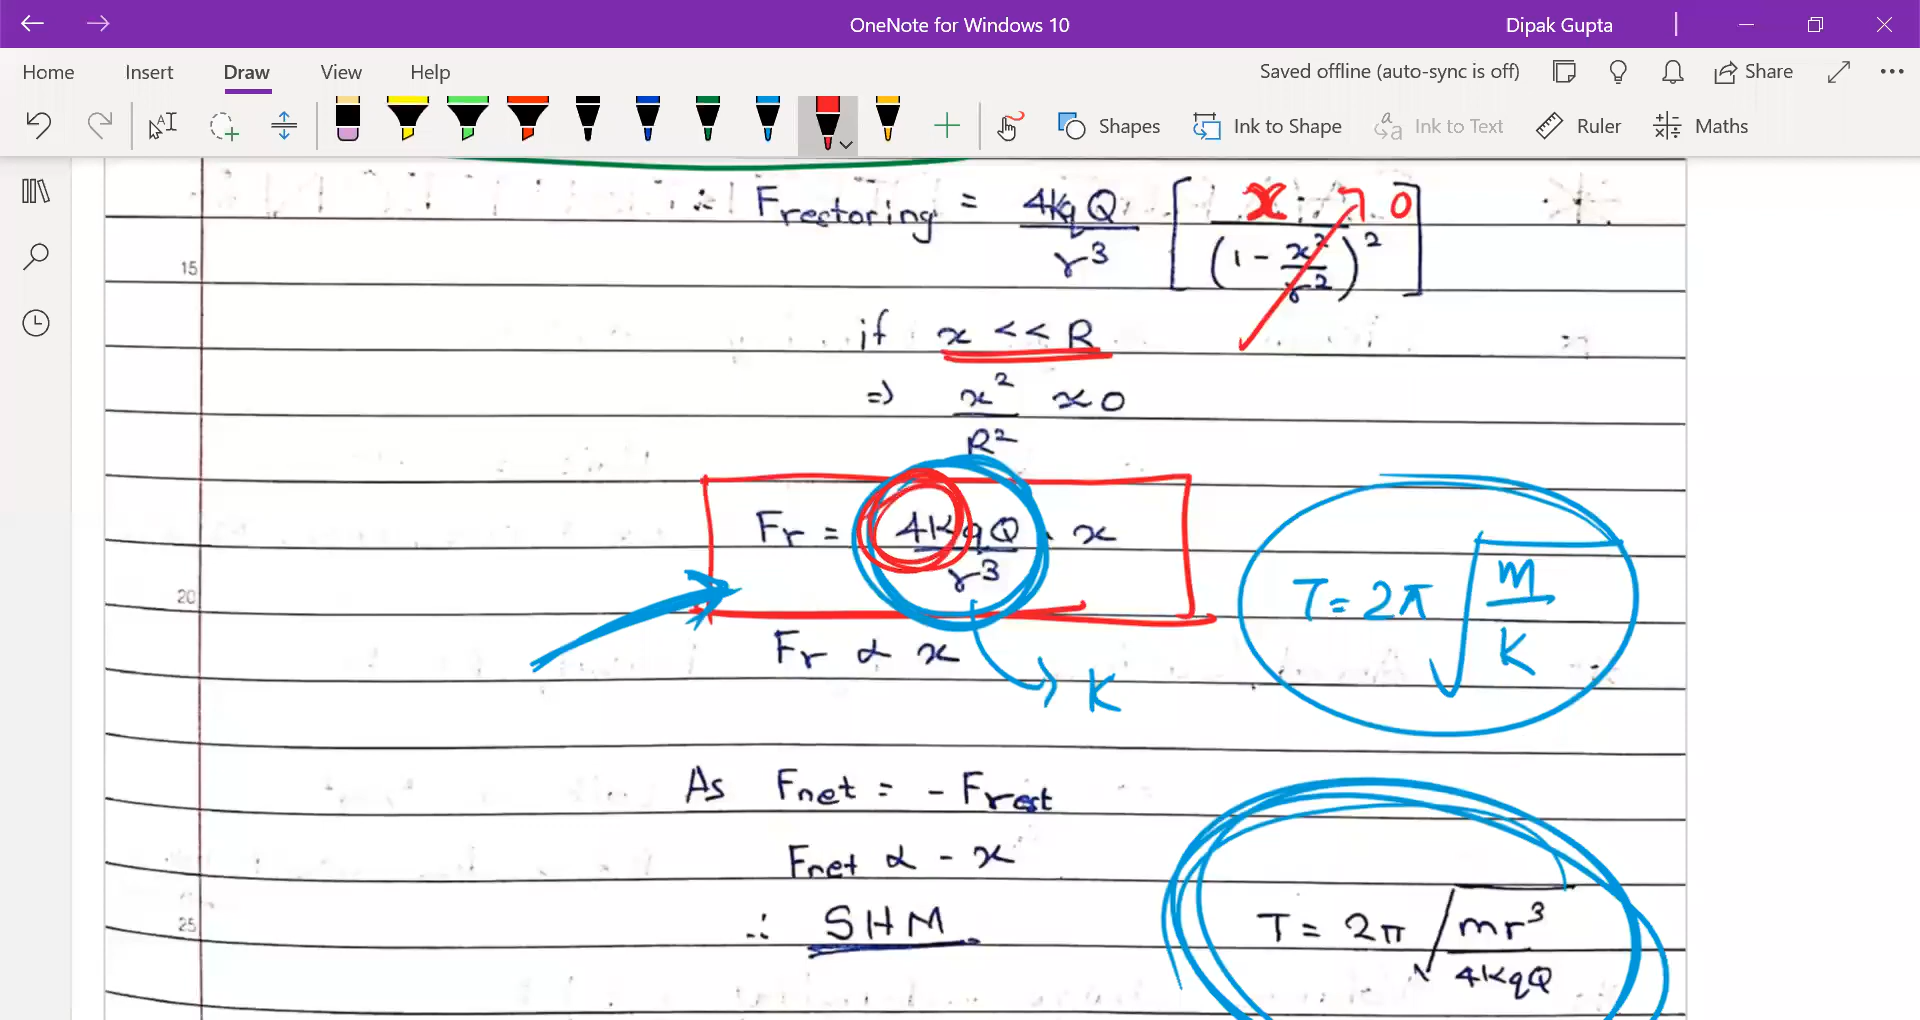 OneNote for Windows 10
Dipak Gupta
Home Insert Draw View Help
Saved offline (auto-sync is off) Share
Shapes Ink to Shape Ink to Text Ruler Maths
∴ Frestoring = 4kqQ / r³ [ x / (1 - x²/r²)² ] → 0
15
if x << R
=> x²/R² ≈ 0
Fr = 4KqQ / r³ · x
T = 2π √(m/K)
20
Fr α x
→ K
As Fnet = - Frest
Fnet α - x
25
∴ SHM
T = 2π √(mr³ / 4KqQ)